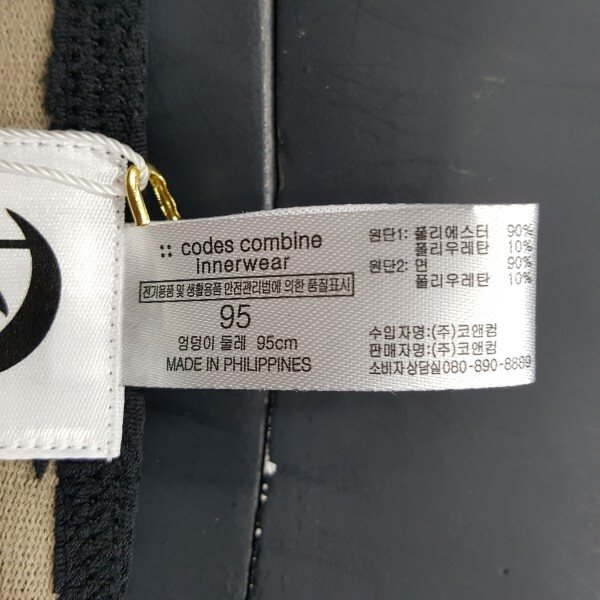 :: codes combine
innerwear
전기용품 및 생활용품 안전관리법에 의한 품질표시
95
엉덩이 둘레 95cm
MADE IN PHILIPPINES
원단1: 폴리에스터 90%
폴리우레탄 10%
원단2: 면 90%
폴리우레탄 10%
수입자명:(주)코앤컴
판매자명:(주)코앤컴
소비자상담실080-890-8889